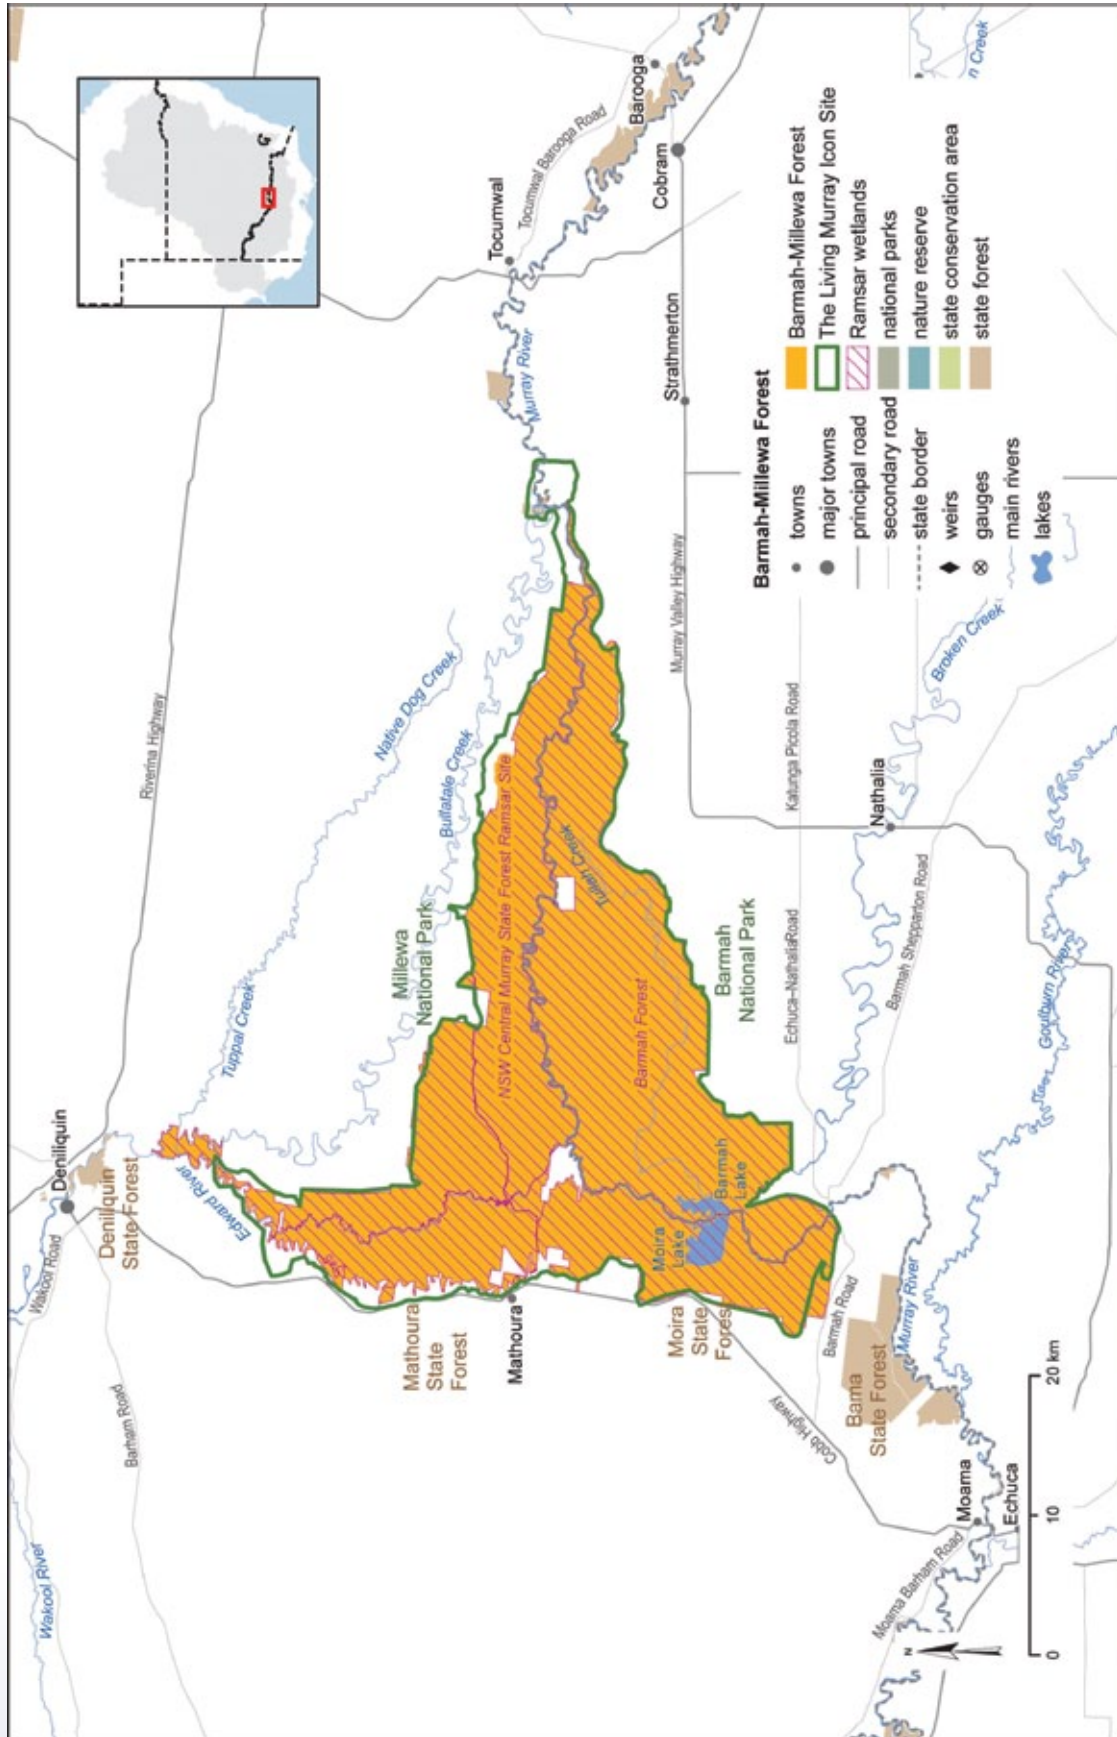 Wakool River
Wakool Road
Barham Road
Deniliquin
Deniliquin
State Forest
Edward River
Tuppal Creek
Riverina Highway
Native Dog Creek
Bullatale Creek
Millewa
National Park
NSW Central Murray State Forest Ramsar Site
Mathoura
State
Forest
Mathoura
Tullah Creek
Barmah Forest
Barmah
National Park
Moira
Lake
Barmah
Lake
Moira
State
Forest
Murray River
Tocumwal
Tocumwal Barooga Road
Barooga
Cobram
Strathmerton
Murray Valley Highway
Katunga Picola Road
Echuca–NathaliaRoad
Nathalia
Broken Creek
Barmah Shepparton Road
Goulburn River
Barmah Road
Cobb Highway
Bama
State Forest
Murray River
Moama
Echuca
Moama Barham Road
n Creek
N
0
10
20 km
Barmah-Millewa Forest
towns
major towns
principal road
secondary road
state border
weirs
gauges
main rivers
lakes
Barmah-Millewa Forest
The Living Murray Icon Site
Ramsar wetlands
national parks
nature reserve
state conservation area
state forest